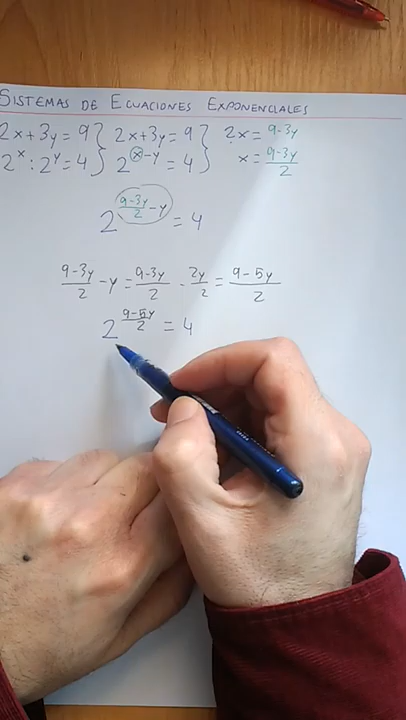 SISTEMAS DE ECUACIONES EXPONENCIALES
2x+3y=9} 2x+3y=9} 2x=9-3y
2^x:2^y=4} 2^(x-y)=4} x=(9-3y)/2
2^((9-3y)/2-y)=4
(9-3y)/2-y=(9-3y)/2-2y/2=(9-5y)/2
2^((9-5y)/2)=4